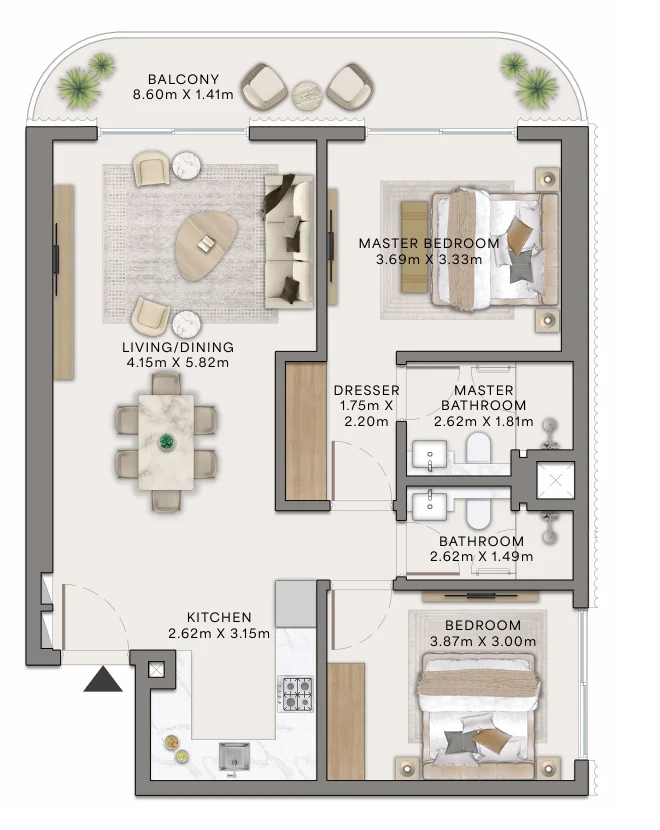 BALCONY
8.60m X 1.41m
MASTER BEDROOM
3.69m X 3.33m
LIVING/DINING
4.15m X 5.82m
DRESSER
1.75m X
2.20m
MASTER
BATHROOM
2.62m X 1.81m
BATHROOM
2.62m X 1.49m
KITCHEN
2.62m X 3.15m
BEDROOM
3.87m X 3.00m